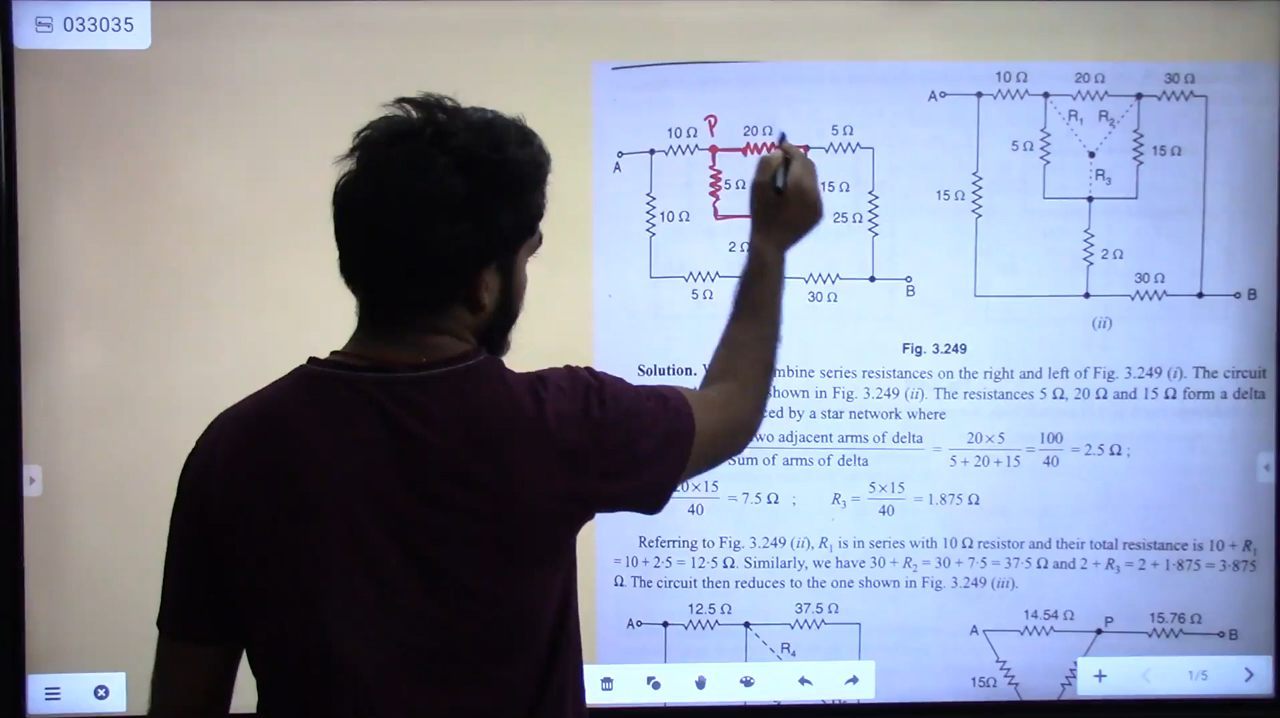 033035
10 Ω P 20 Ω 5 Ω
A
5 Ω 15 Ω
10 Ω 25 Ω
2 Ω
5 Ω 30 Ω B
10 Ω 20 Ω 30 Ω
A
R1 R2
5 Ω 15 Ω
R3
15 Ω
2 Ω
30 Ω
B
(ii)
Fig. 3.249
Solution. mbine series resistances on the right and left of Fig. 3.249 (i). The circuit
shown in Fig. 3.249 (ii). The resistances 5 Ω, 20 Ω and 15 Ω form a delta
ced by a star network where
two adjacent arms of delta / Sum of arms of delta = 20×5 / 5+20+15 = 100 / 40 = 2.5 Ω ;
20×15 / 40 = 7.5 Ω ; R3 = 5×15 / 40 = 1.875 Ω
Referring to Fig. 3.249 (ii), R1 is in series with 10 Ω resistor and their total resistance is 10 + R1
= 10 + 2·5 = 12·5 Ω. Similarly, we have 30 + R2 = 30 + 7·5 = 37·5 Ω and 2 + R3 = 2 + 1·875 = 3·875
Ω. The circuit then reduces to the one shown in Fig. 3.249 (iii).
12.5 Ω 37.5 Ω
A
R4
14.54 Ω P 15.76 Ω
A B
15Ω
1/5